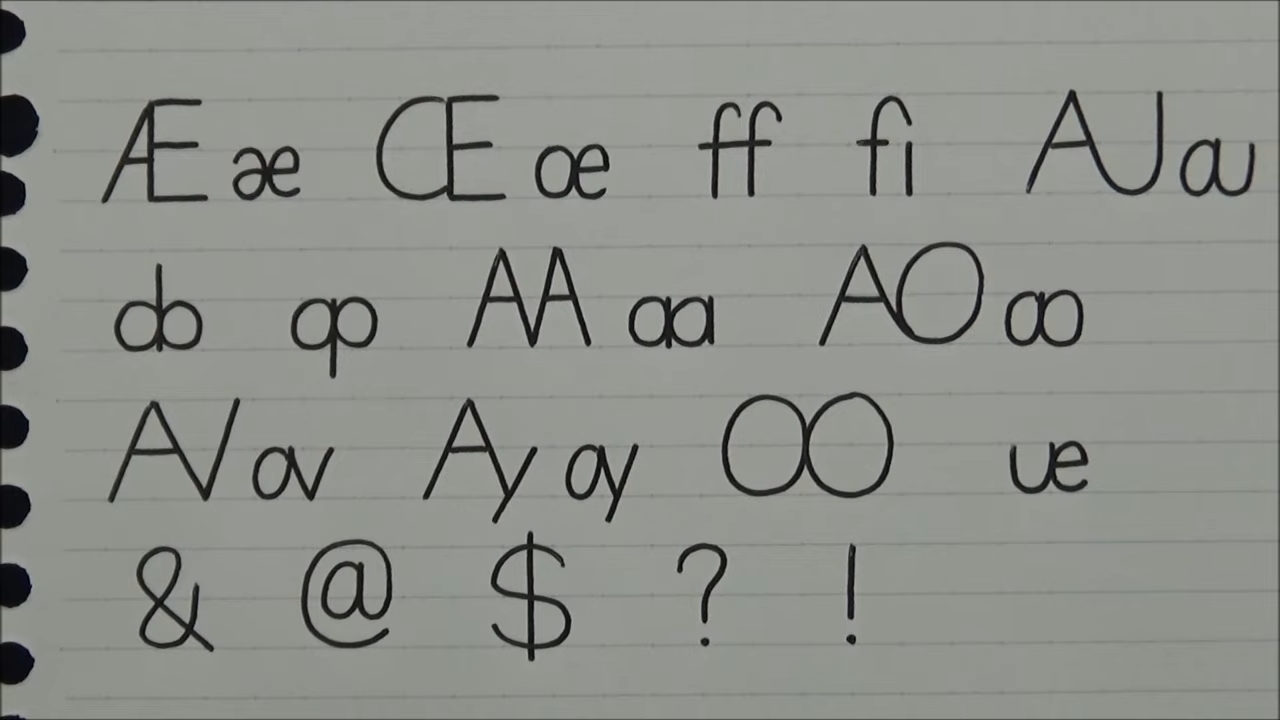 Æ æ Œ œ ff fi Ꜹ ꜹ
ȸ ȹ Ꜳ ꜳ Ꜵ ꜵ
Ꜻ ꜻ Ꜽ ꜽ Ꝏ ᵫ
& @ $ ? !